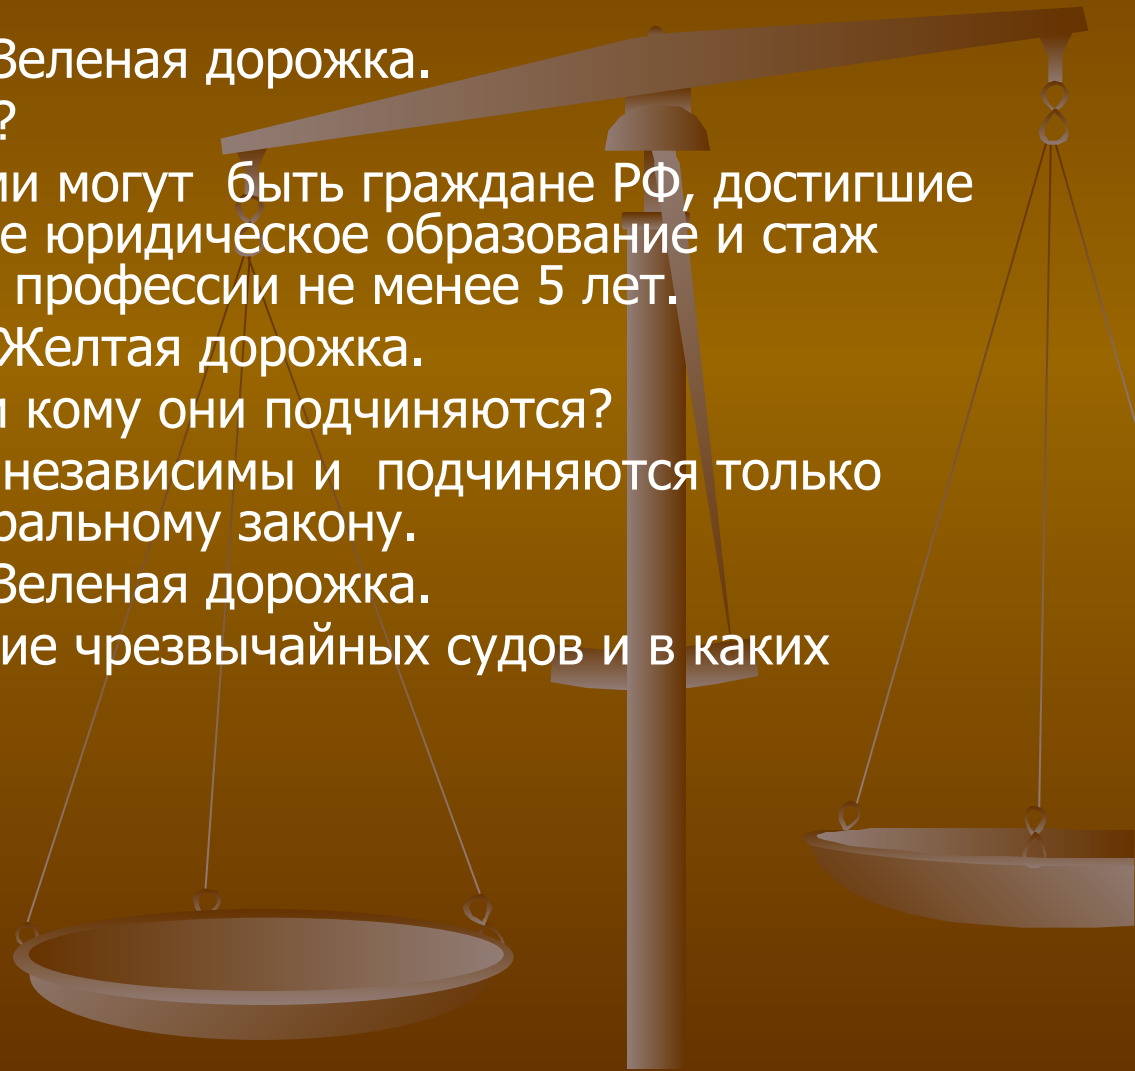 Зеленая дорожка.
?
ми могут быть граждане РФ, достигшие
е юридическое образование и стаж
профессии не менее 5 лет.
Желтая дорожка.
и кому они подчиняются?
независимы и подчиняются только
ральному закону.
Зеленая дорожка.
ие чрезвычайных судов и в каких